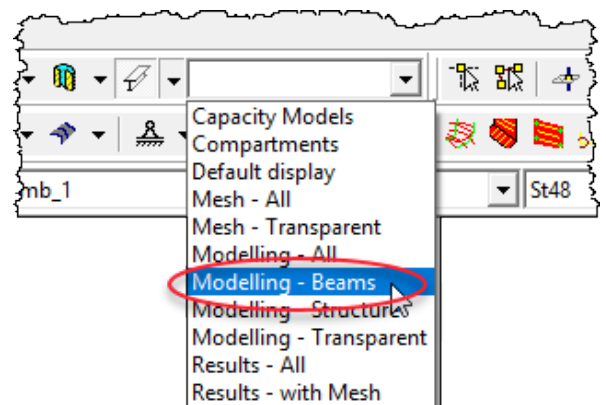 Capacity Models
Compartments
Default display
Mesh - All
Mesh - Transparent
Modelling - All
Modelling - Beams
Modelling - Structures
Modelling - Transparent
Results - All
Results - with Mesh
mb_1
St48